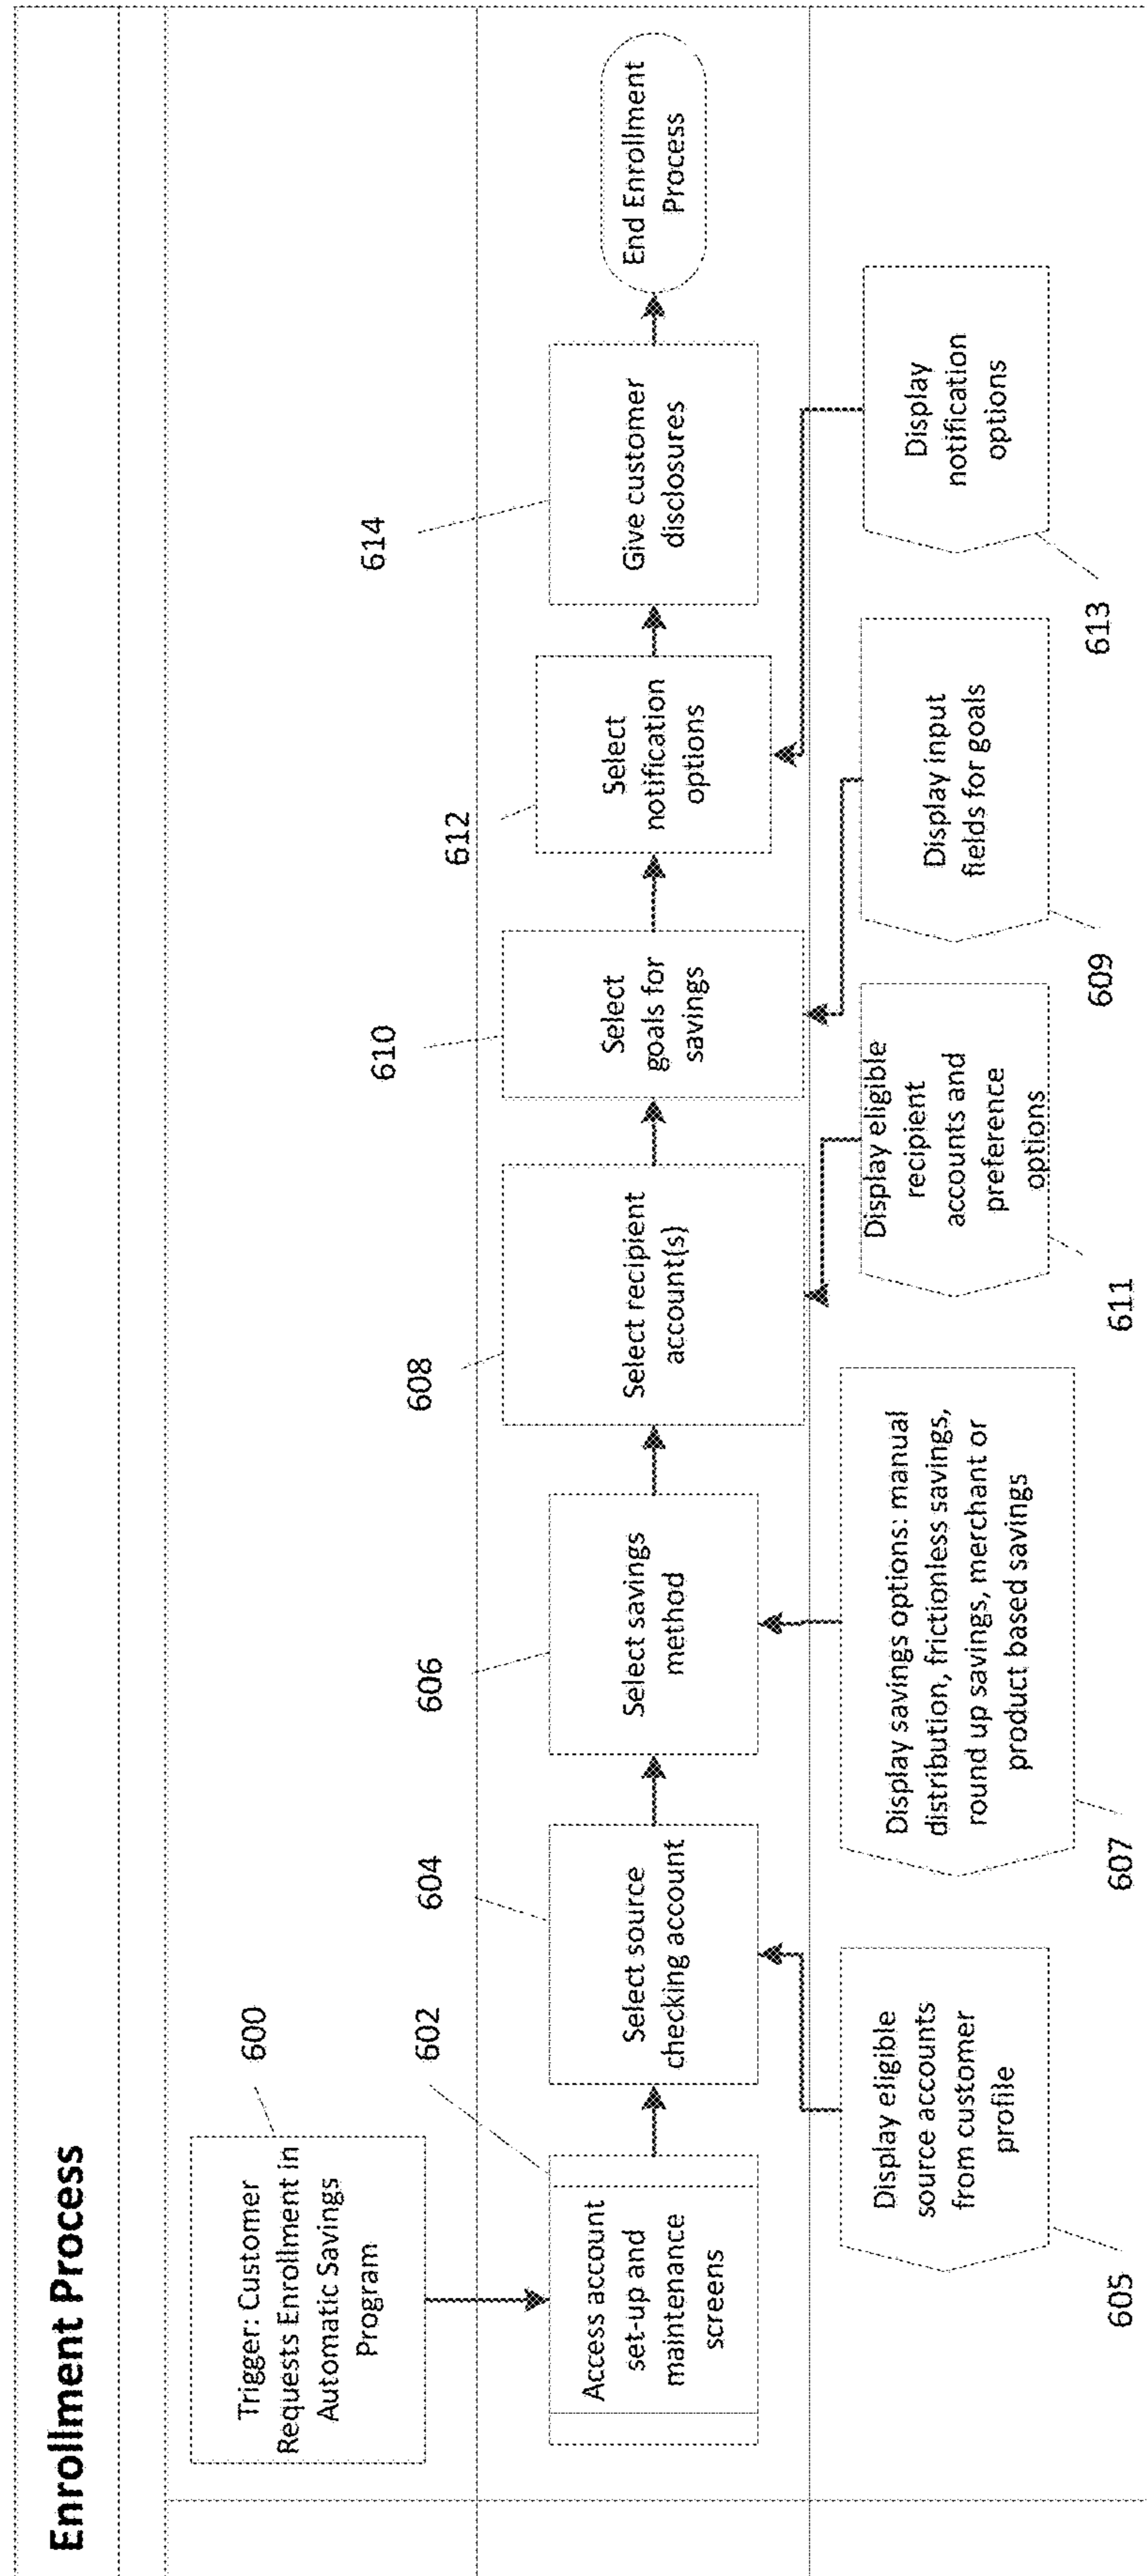 Enrollment Process
600
Trigger: Customer
Requests Enrollment in
Automatic Savings
Program
602
Access account
set-up and
maintenance
screens
604
Select source
checking account
606
Select savings
method
608
Select recipient
account(s)
610
Select
goals for
savings
612
Select
notification
options
614
Give customer
disclosures
End Enrollment
Process
Display eligible
source accounts
from customer
profile
605
Display savings options: manual
distribution, frictionless savings,
round up savings, merchant or
product based savings
607
Display eligible
recipient
accounts and
preference
options
611
Display input
fields for goals
609
Display
notification
options
613